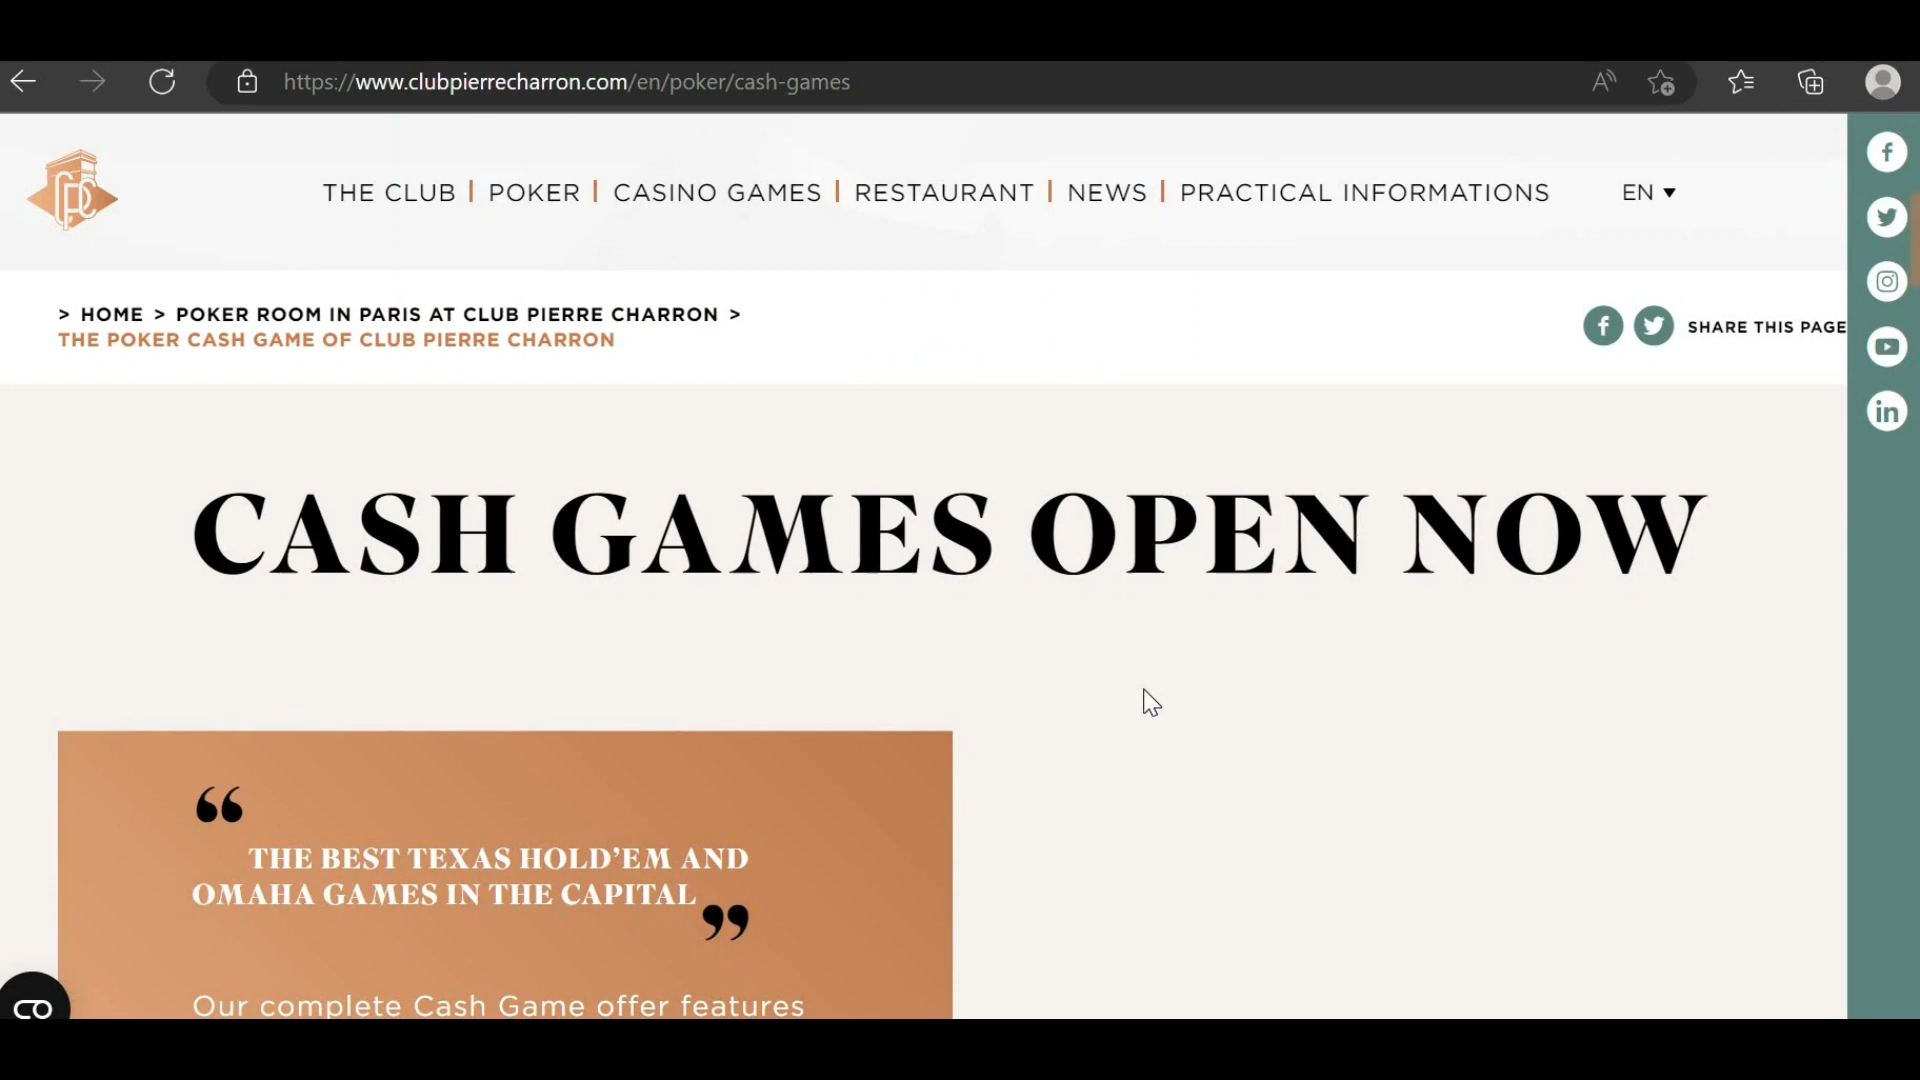 https://www.clubpierrecharron.com/en/poker/cash-games
THE CLUB | POKER | CASINO GAMES | RESTAURANT | NEWS | PRACTICAL INFORMATIONS EN
> HOME > POKER ROOM IN PARIS AT CLUB PIERRE CHARRON >
THE POKER CASH GAME OF CLUB PIERRE CHARRON
SHARE THIS PAGE
CASH GAMES OPEN NOW
“
THE BEST TEXAS HOLD’EM AND
OMAHA GAMES IN THE CAPITAL
”
Our complete Cash Game offer features